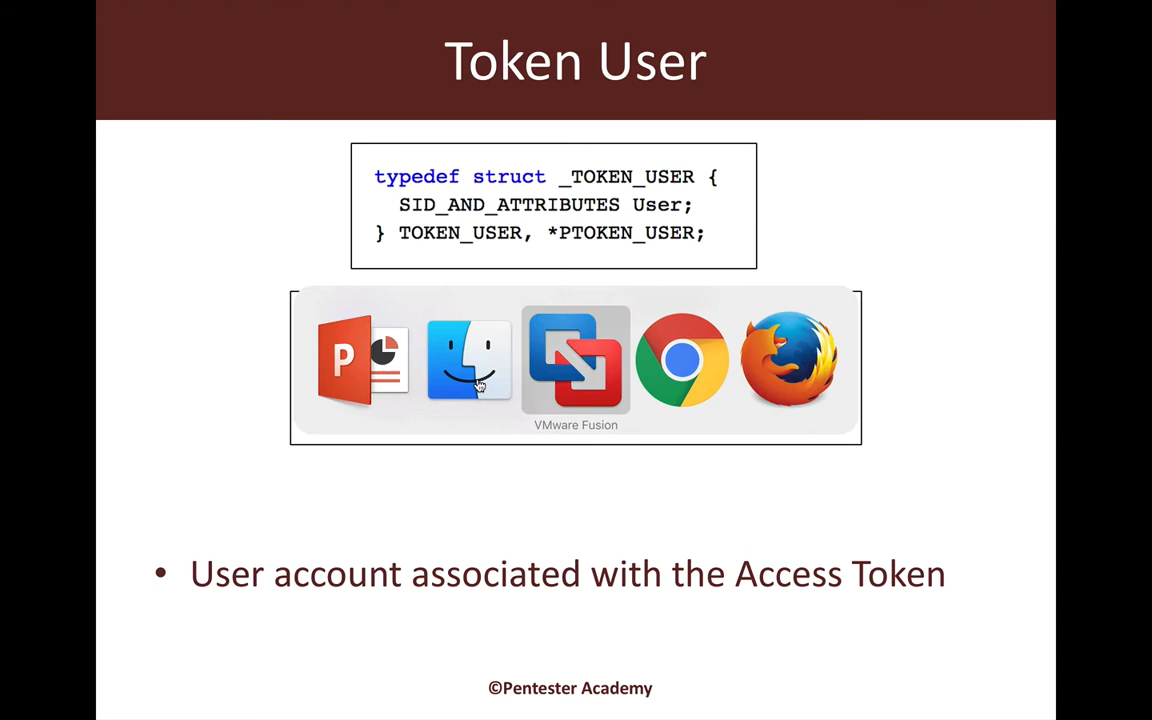 Token User
typedef struct _TOKEN_USER {
SID_AND_ATTRIBUTES User;
} TOKEN_USER, *PTOKEN_USER;
P
VMware Fusion
• User account associated with the Access Token
©Pentester Academy